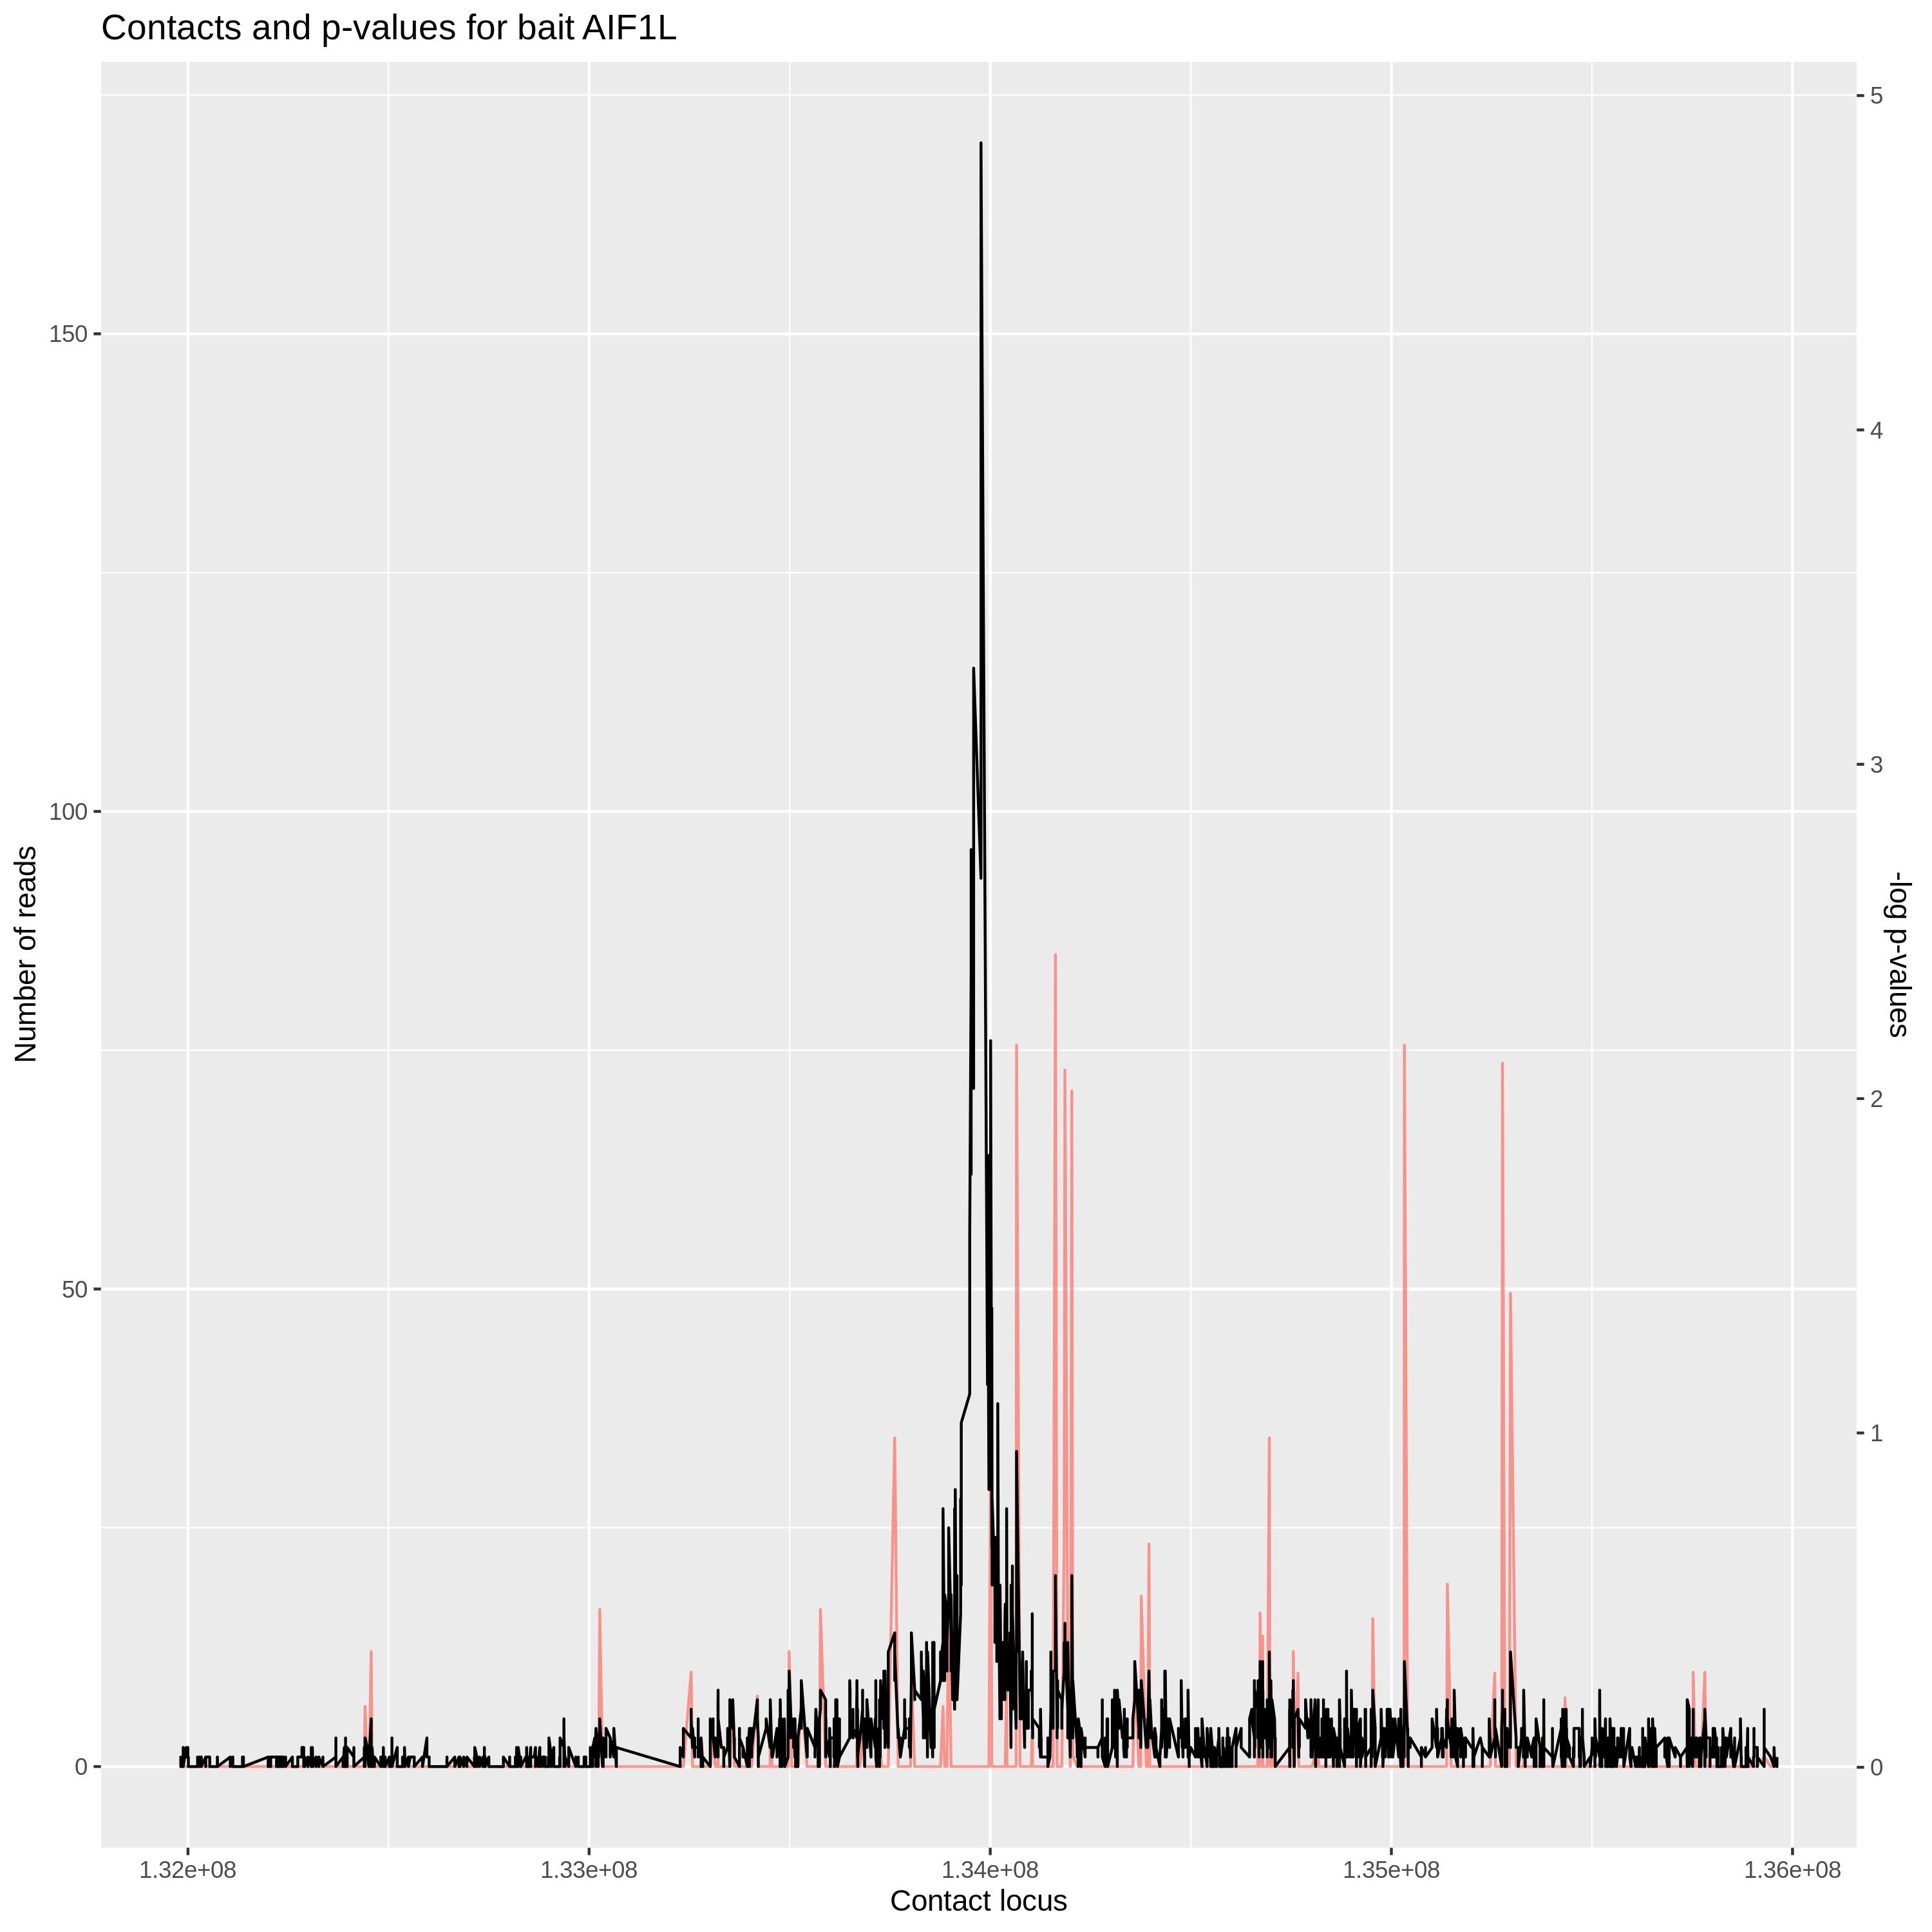 Contacts and p-values for bait AIF1L
Number of reads
150
100
50
0
5
4
3
2
1
0
-log p-values
1.32e+08 1.33e+08 1.34e+08 1.35e+08 1.36e+08
Contact locus